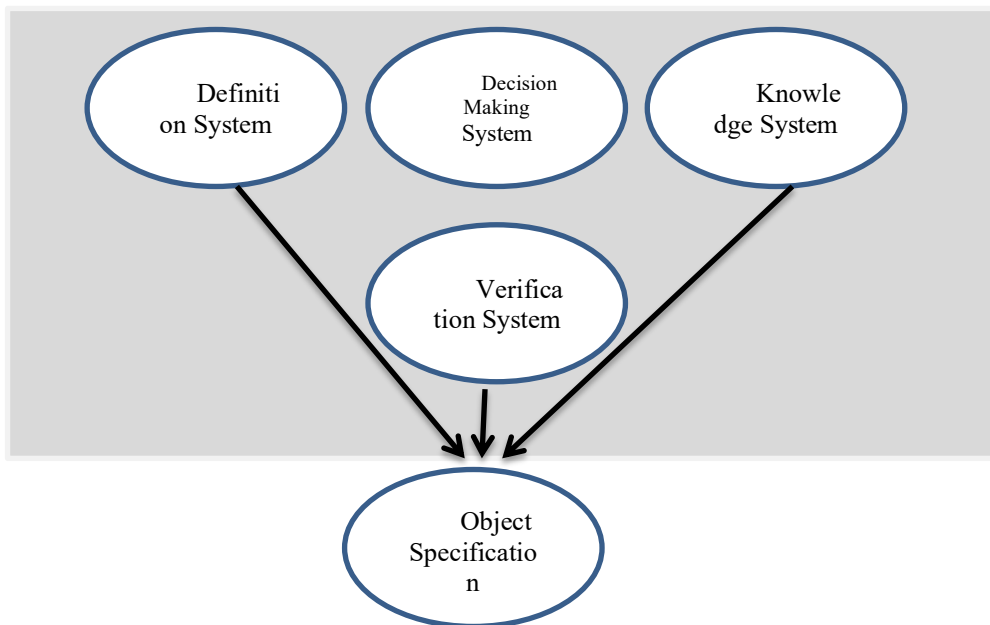 Definiti
on System
Decision
Making
System
Knowle
dge System
Verifica
tion System
Object
Specificatio
n